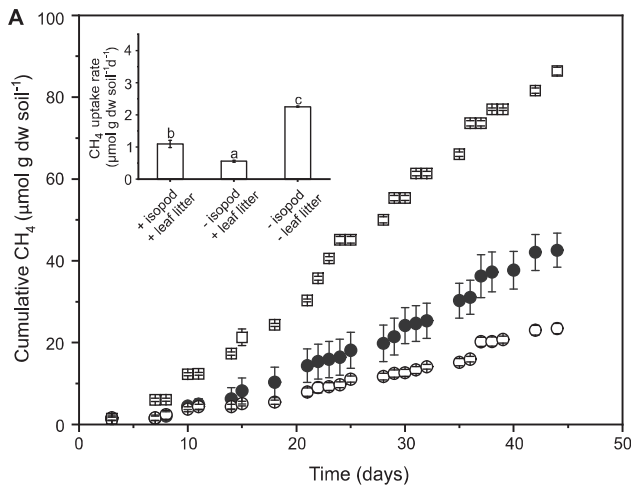 A
Cumulative CH4 (μmol g dw soil-1)
100
80
60
40
20
0
0
10
20
30
40
50
Time (days)
CH4 uptake rate
(μmol g dw soil-1d-1)
4
3
2
1
0
b
a
c
+ isopod
+ leaf litter
- isopod
+ leaf litter
- isopod
- leaf litter